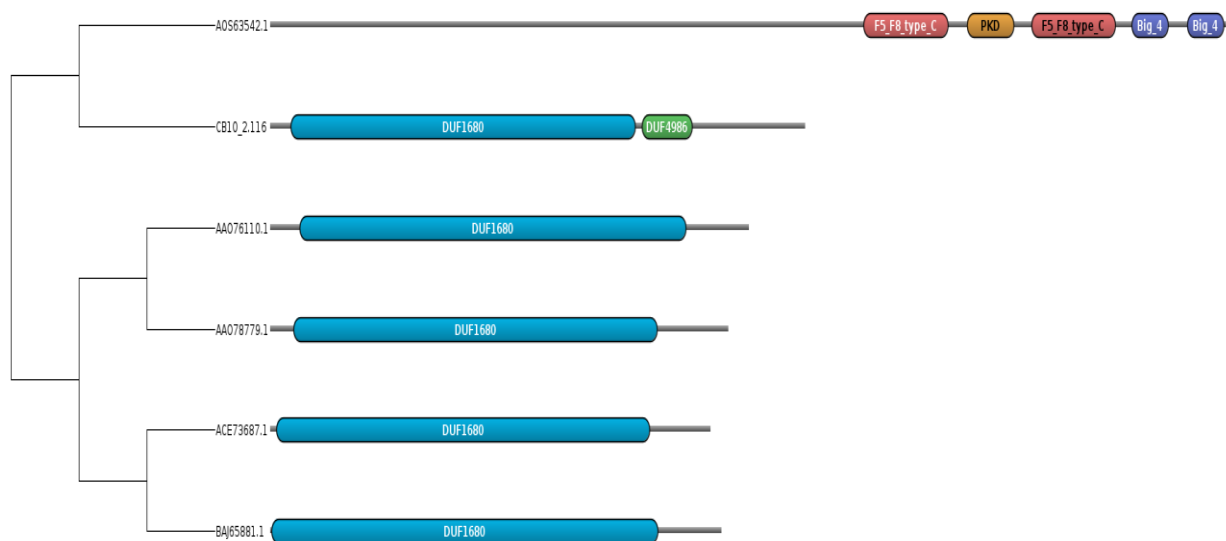 AOS63542.1 F5_F8_type_C PKD F5_F8_type_C Big_4 Big_4
CB10_2.116 DUF1680 DUF4986
AAO76110.1 DUF1680
AAO78779.1 DUF1680
ACE73687.1 DUF1680
BAJ65881.1 DUF1680